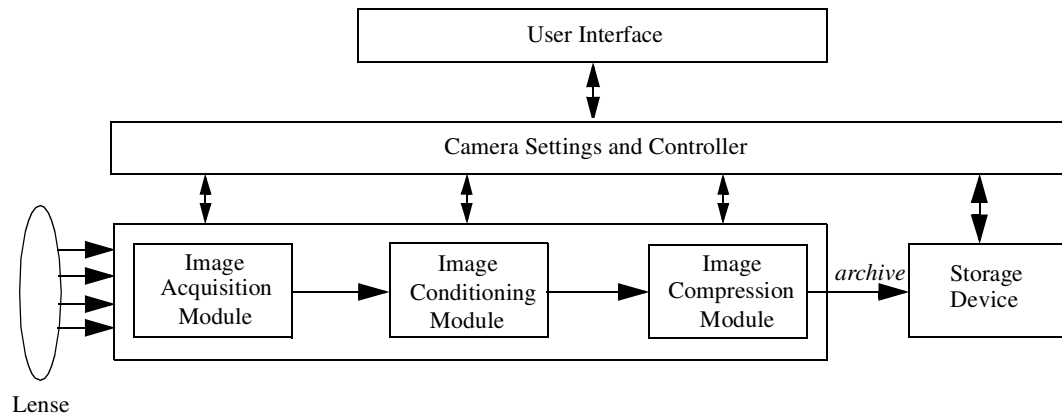 User Interface
Camera Settings and Controller
Image
Acquisition
Module
Image
Conditioning
Module
Image
Compression
Module
archive
Storage
Device
Lense